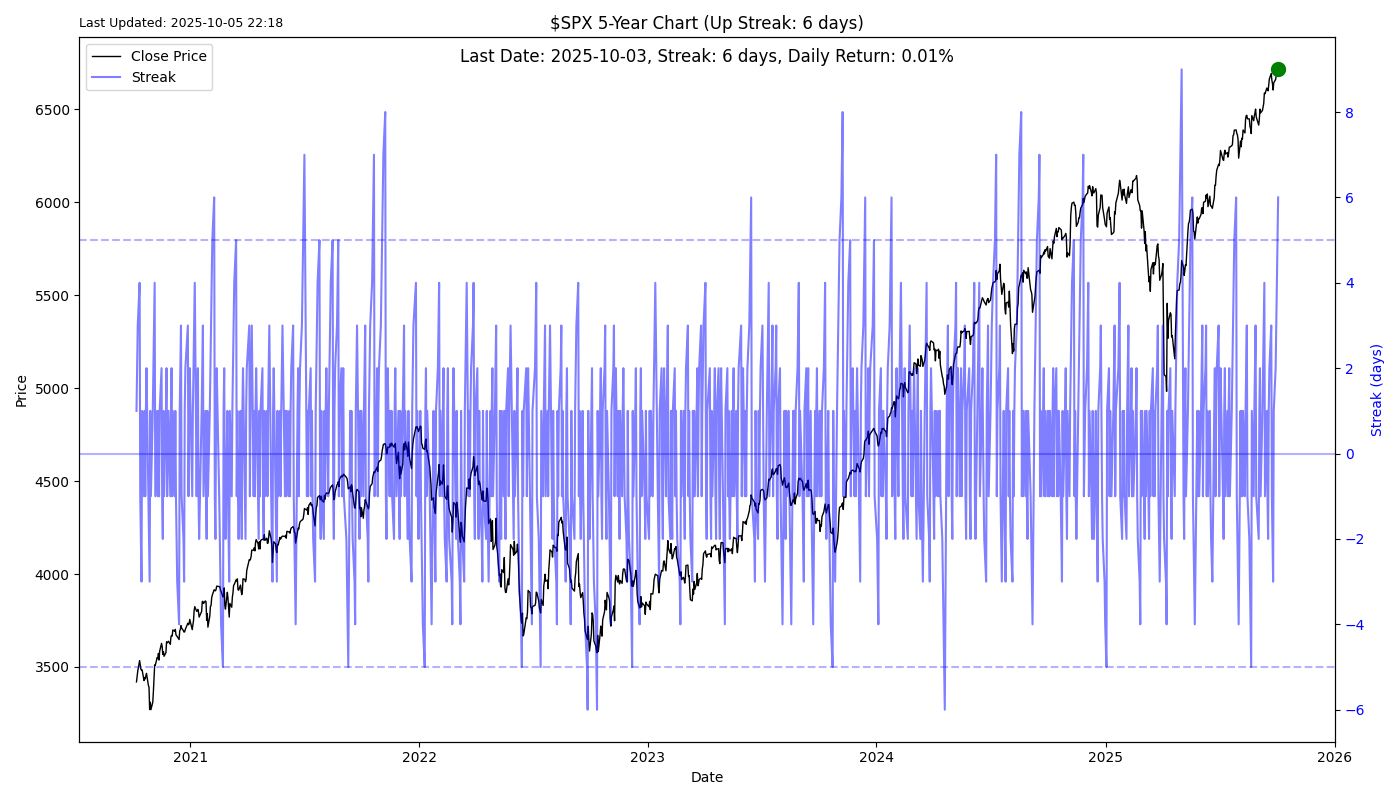 Last Updated: 2025-10-05 22:18
$SPX 5-Year Chart (Up Streak: 6 days)
Last Date: 2025-10-03, Streak: 6 days, Daily Return: 0.01%
Close Price
Streak
Price
6500
6000
5500
5000
4500
4000
3500
8
6
4
2
0
−2
−4
−6
Streak (days)
2021
2022
2023
2024
2025
2026
Date